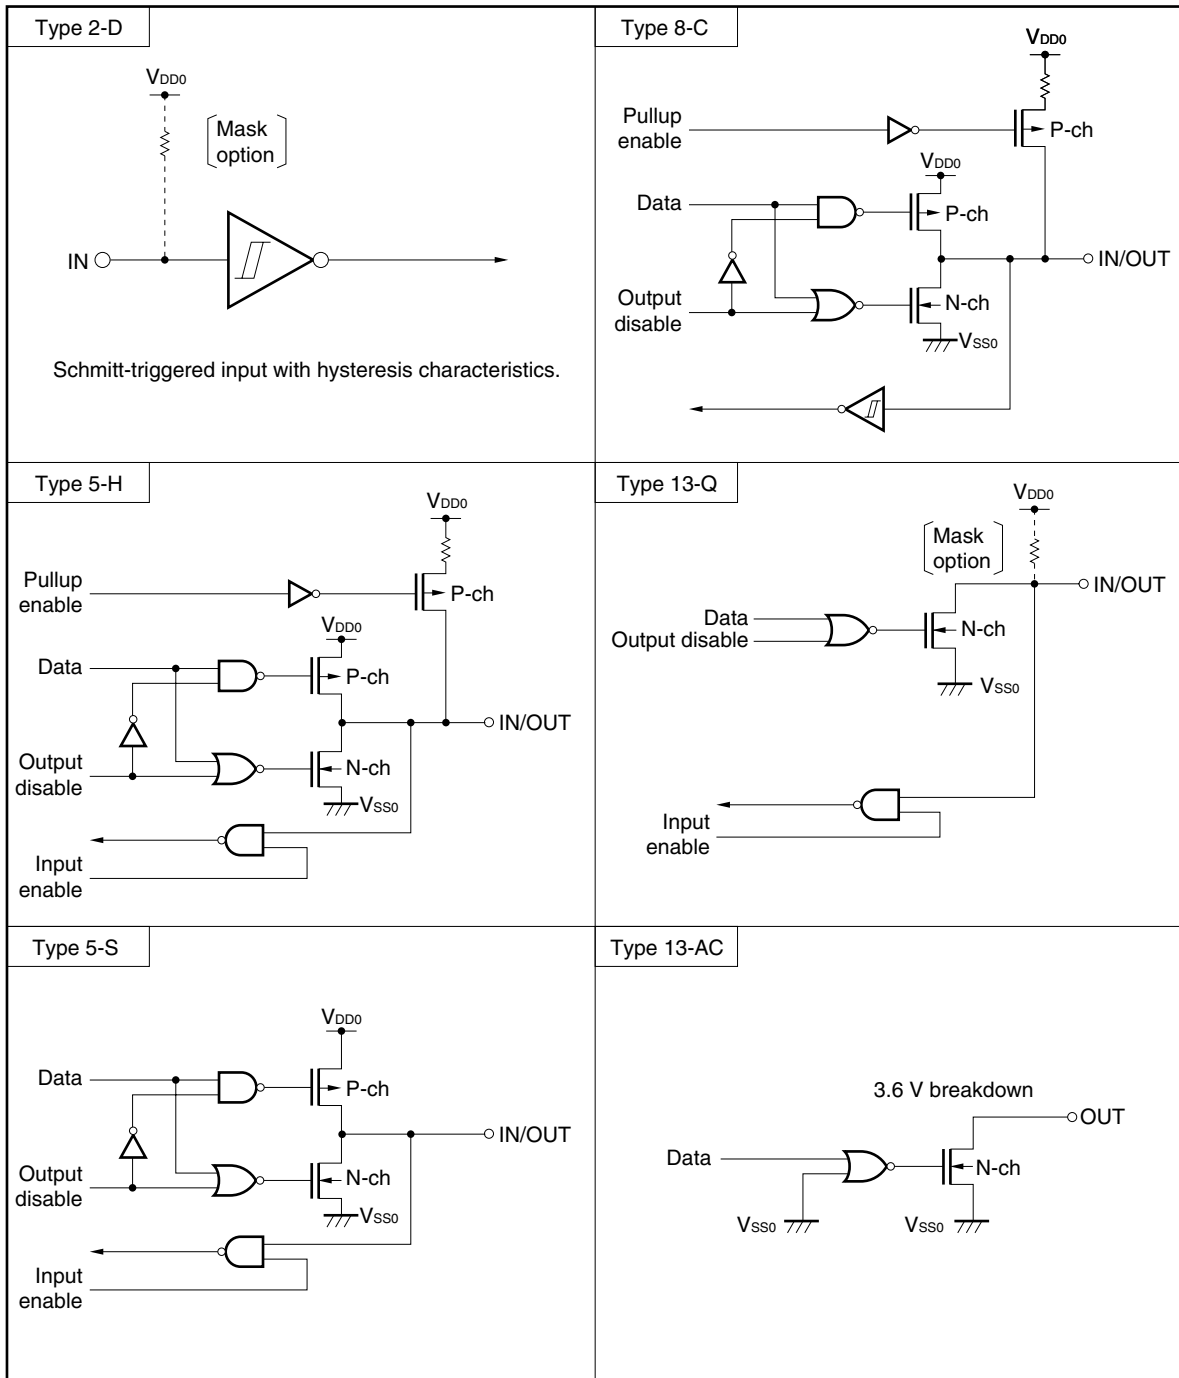 Type 2-D
VDD0
Mask
option
IN
Schmitt-triggered input with hysteresis characteristics.
Type 8-C
VDD0
Pullup
enable
P-ch
VDD0
Data
P-ch
IN/OUT
Output
disable
N-ch
VSS0
Type 5-H
VDD0
Pullup
enable
P-ch
VDD0
Data
P-ch
IN/OUT
Output
disable
N-ch
VSS0
Input
enable
Type 13-Q
VDD0
Mask
option
IN/OUT
Data
Output disable
N-ch
VSS0
Input
enable
Type 5-S
VDD0
Data
P-ch
IN/OUT
Output
disable
N-ch
VSS0
Input
enable
Type 13-AC
3.6 V breakdown
OUT
Data
N-ch
VSS0
VSS0